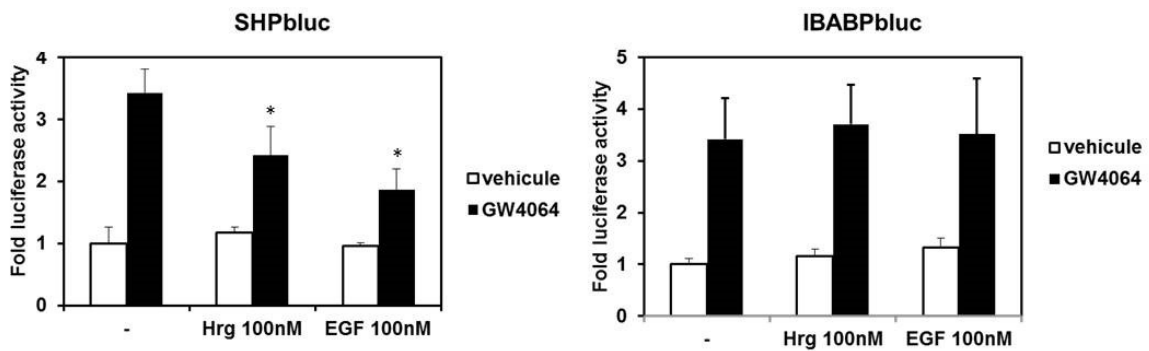 SHPbluc
Fold luciferase activity
4
3
2
1
0
*
*
- Hrg 100nM EGF 100nM
vehicule
GW4064
IBABPbluc
Fold luciferase activity
5
4
3
2
1
0
- Hrg 100nM EGF 100nM
vehicule
GW4064